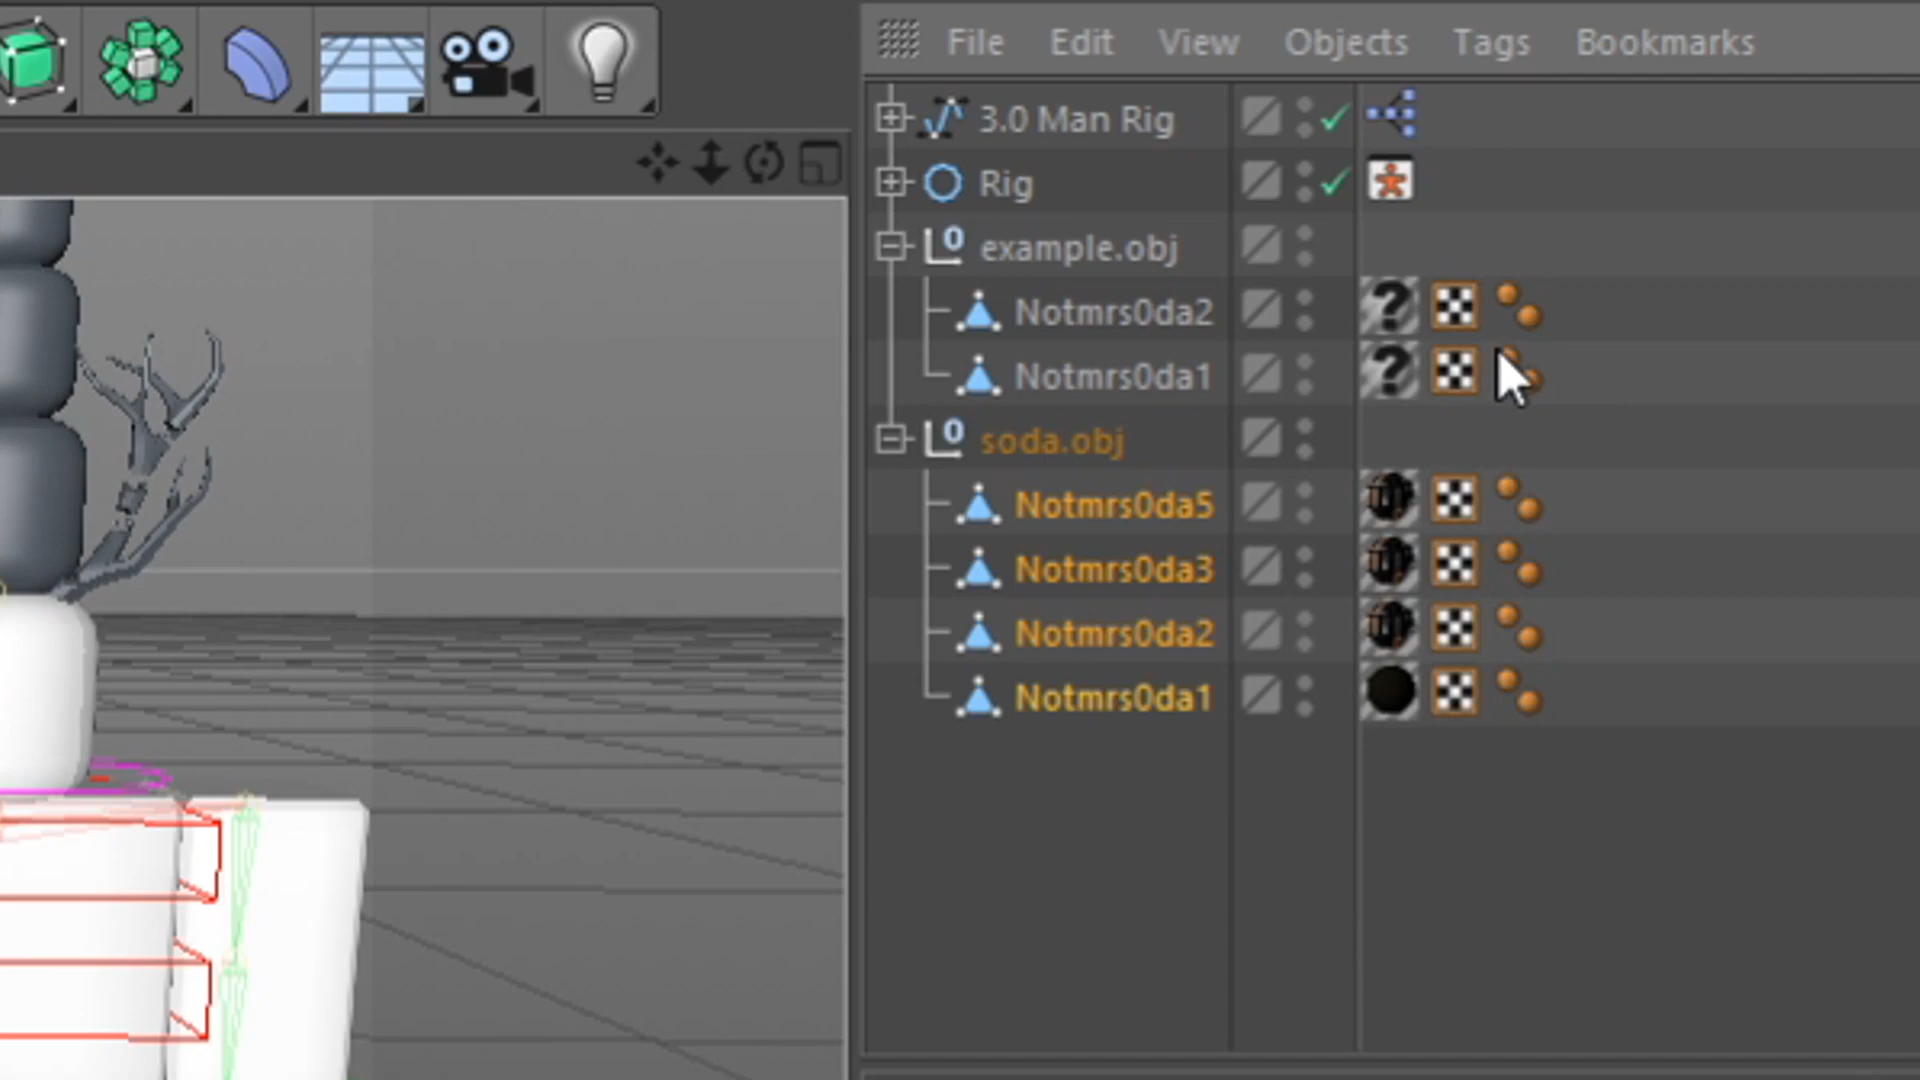 File Edit View Objects Tags Bookmarks
3.0 Man Rig
Rig
example.obj
Notmrs0da2
Notmrs0da1
soda.obj
Notmrs0da5
Notmrs0da3
Notmrs0da2
Notmrs0da1